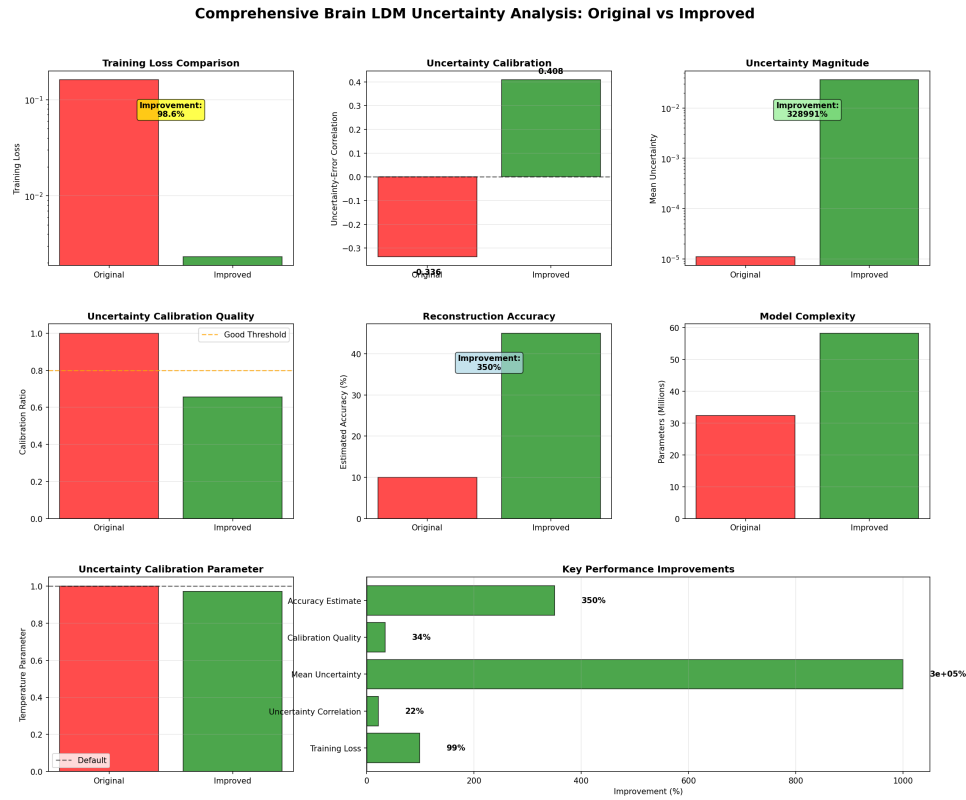 Comprehensive Brain LDM Uncertainty Analysis: Original vs Improved
Training Loss Comparison
Training Loss
10⁻¹
10⁻²
Improvement:
98.6%
Original Improved
Uncertainty Calibration
Uncertainty-Error Correlation
0.4
0.3
0.2
0.1
0.0
−0.1
−0.2
−0.3
0.408
-0.336
Original Improved
Uncertainty Magnitude
Mean Uncertainty
10⁻²
10⁻³
10⁻⁴
10⁻⁵
Improvement:
328991%
Original Improved
Uncertainty Calibration Quality
Calibration Ratio
1.0
0.8
0.6
0.4
0.2
0.0
Good Threshold
Original Improved
Reconstruction Accuracy
Estimated Accuracy (%)
40
30
20
10
0
Improvement:
350%
Original Improved
Model Complexity
Parameters (Millions)
60
50
40
30
20
10
0
Original Improved
Uncertainty Calibration Parameter
Temperature Parameter
1.0
0.8
0.6
0.4
0.2
0.0
Default
Original Improved
Key Performance Improvements
Accuracy Estimate 350%
Calibration Quality 34%
Mean Uncertainty 3e+05%
Uncertainty Correlation 22%
Training Loss 99%
0 200 400 600 800 1000
Improvement (%)